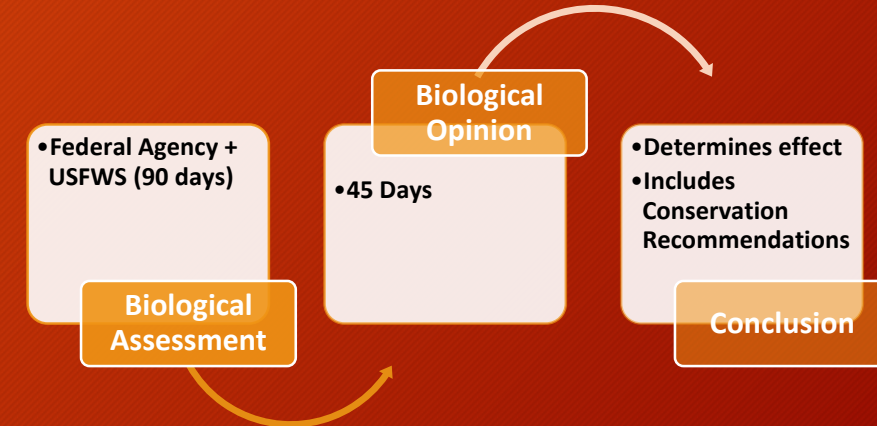 •Federal Agency +
USFWS (90 days)
Biological
Assessment
Biological
Opinion
•45 Days
•Determines effect
•Includes
Conservation
Recommendations
Conclusion